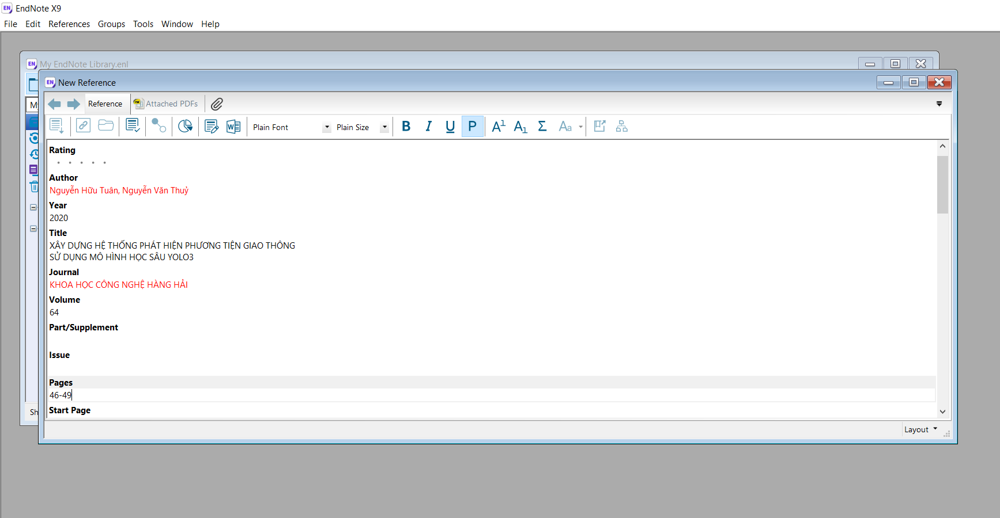 EndNote X9
File Edit References Groups Tools Window Help
My EndNote Library.enl
New Reference
My
Reference Attached PDFs
Plain Font Plain Size B I U P A1 A1 Σ Aa
Rating
Author
Nguyễn Hữu Tuân, Nguyễn Văn Thuỷ
Year
2020
Title
XÂY DỰNG HỆ THỐNG PHÁT HIỆN PHƯƠNG TIỆN GIAO THÔNG
SỬ DỤNG MÔ HÌNH HỌC SÂU YOLO3
Journal
KHOA HỌC CÔNG NGHỆ HÀNG HẢI
Volume
64
Part/Supplement
Issue
Pages
46-49
Start Page
Sh
Layout